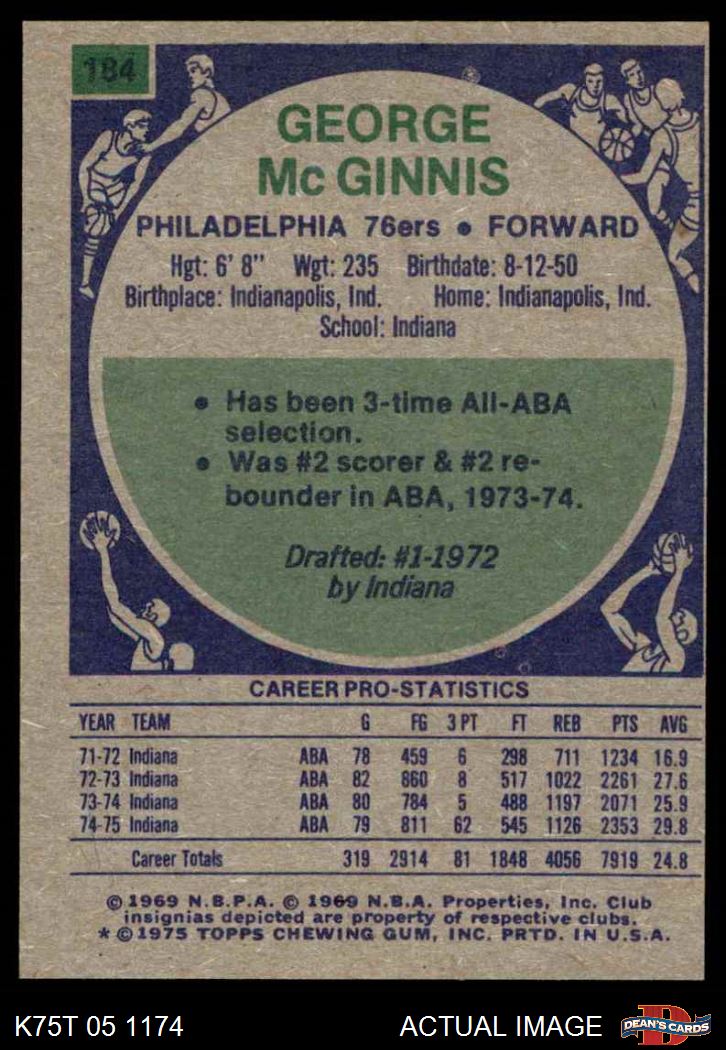 184
GEORGE
Mc GINNIS
PHILADELPHIA 76ers • FORWARD
Hgt: 6' 8" Wgt: 235 Birthdate: 8-12-50
Birthplace: Indianapolis, Ind. Home: Indianapolis, Ind.
School: Indiana
• Has been 3-time All-ABA
selection.
• Was #2 scorer & #2 re-
bounder in ABA, 1973-74.
Drafted: #1-1972
by Indiana
CAREER PRO-STATISTICS
YEAR TEAM G FG 3 PT FT REB PTS AVG
71-72 Indiana ABA 78 459 6 298 711 1234 16.9
72-73 Indiana ABA 82 860 8 517 1022 2261 27.6
73-74 Indiana ABA 80 784 5 488 1197 2071 25.9
74-75 Indiana ABA 79 811 62 545 1126 2353 29.8
Career Totals 319 2914 81 1848 4056 7919 24.8
© 1969 N.B.P.A. © 1969 N.B.A. Properties, Inc. Club
insignias depicted are property of respective clubs.
* © 1975 TOPPS CHEWING GUM, INC. PRTD. IN U.S.A.
K75T 05 1174 ACTUAL IMAGE D DEAN'S CARDS